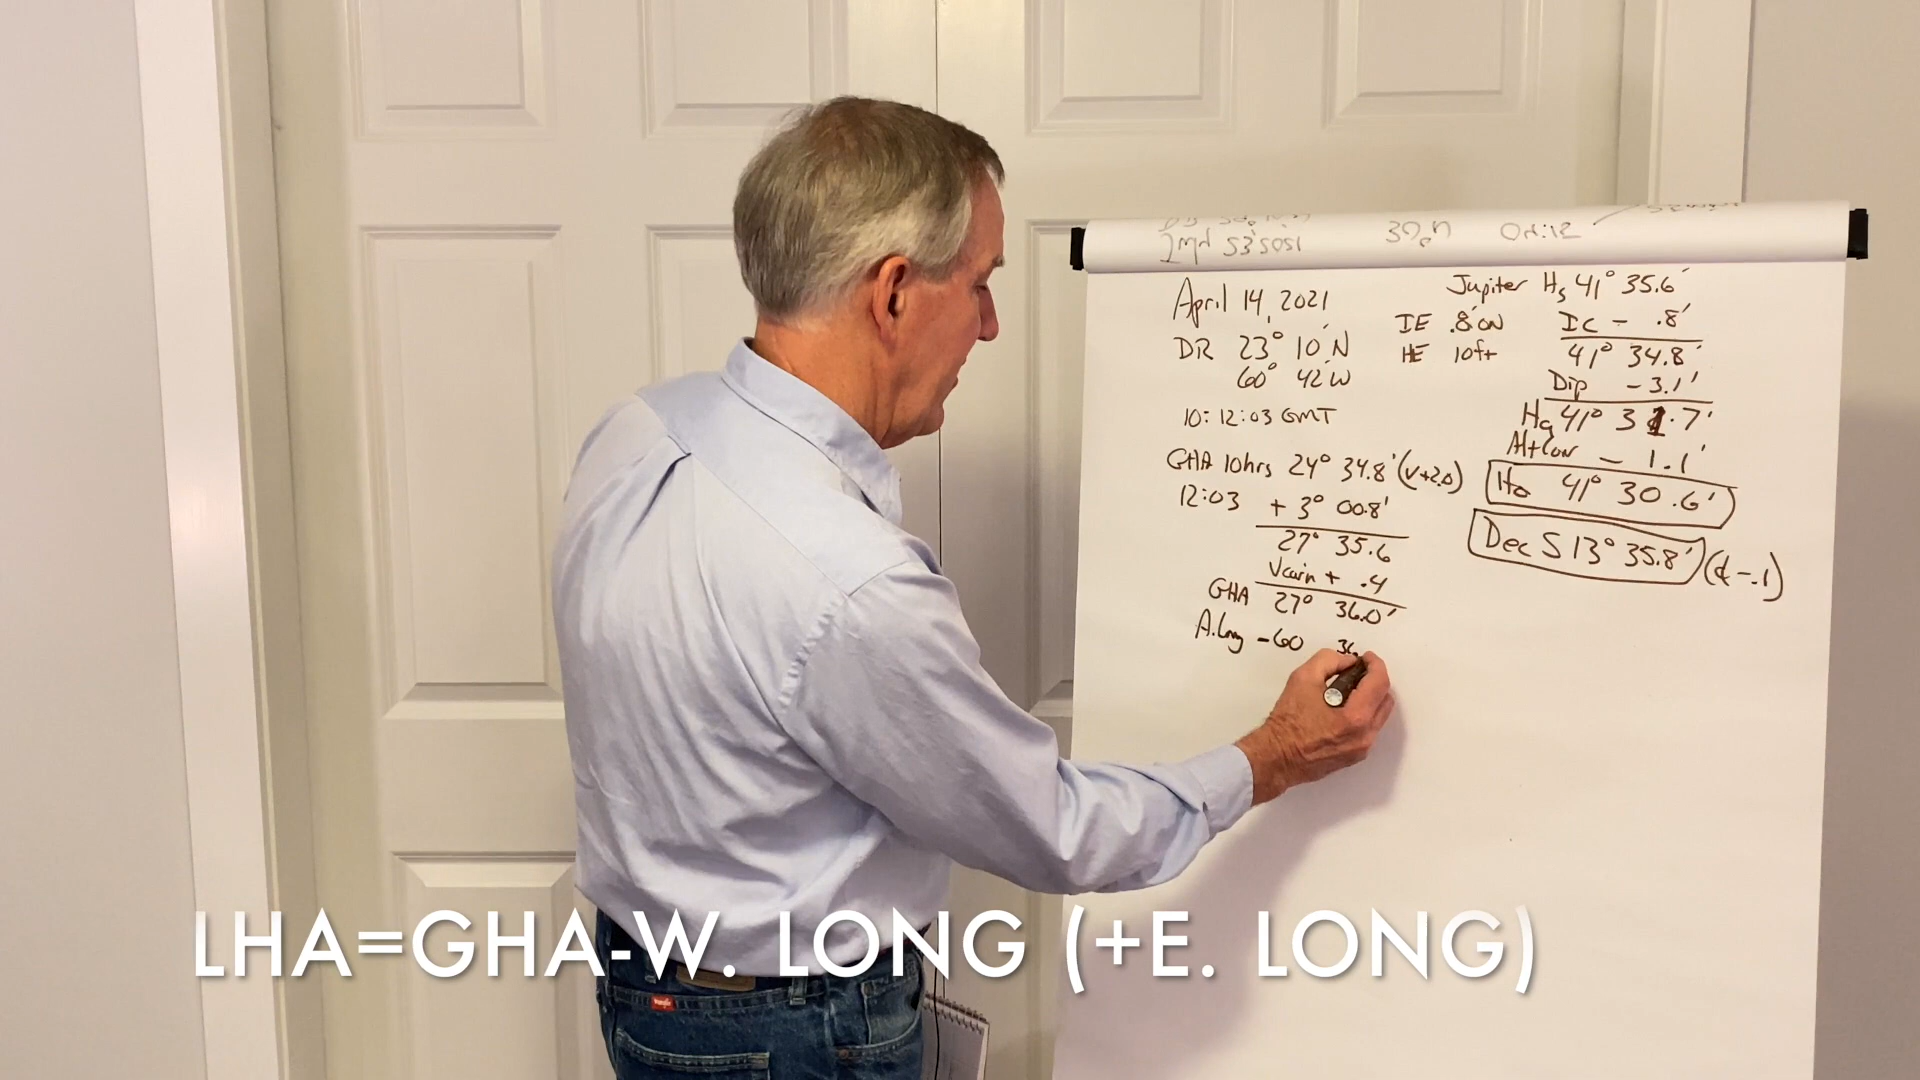 April 14, 2021
DR 23° 10' N
60° 42' W
10:12:03 GMT
GHA 10hrs 24° 34.8' (v+2.0)
12:03 + 3° 00.8'
27° 35.6
Vcorrn + .4
GHA 27° 36.0'
A.Long -60 36
Jupiter Hs 41° 35.6'
IE .8' ON IC - .8'
HE 10ft 41° 34.8'
Dip - 3.1'
Ha 41° 31.7'
Alt Corr - 1.1'
Ho 41° 30.6'
Dec S 13° 35.8' (d -.1)
LHA=GHA-W. LONG (+E. LONG)